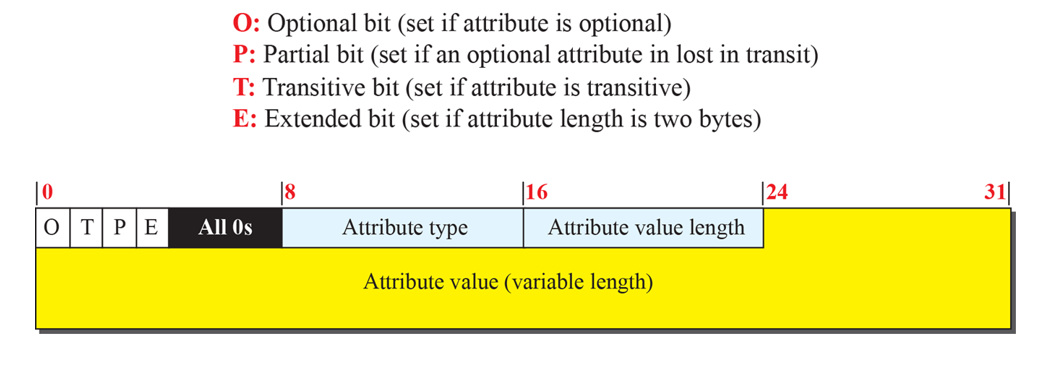 O: Optional bit (set if attribute is optional)
P: Partial bit (set if an optional attribute in lost in transit)
T: Transitive bit (set if attribute is transitive)
E: Extended bit (set if attribute length is two bytes)
0 8 16 24 31
O T P E All 0s Attribute type Attribute value length
Attribute value (variable length)